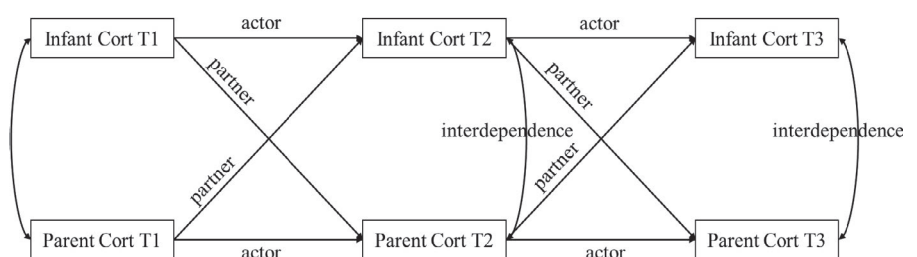 actor actor
Infant Cort T1 Infant Cort T2 Infant Cort T3
partner partner
interdependence interdependence
partner partner
Parent Cort T1 Parent Cort T2 Parent Cort T3
actor actor